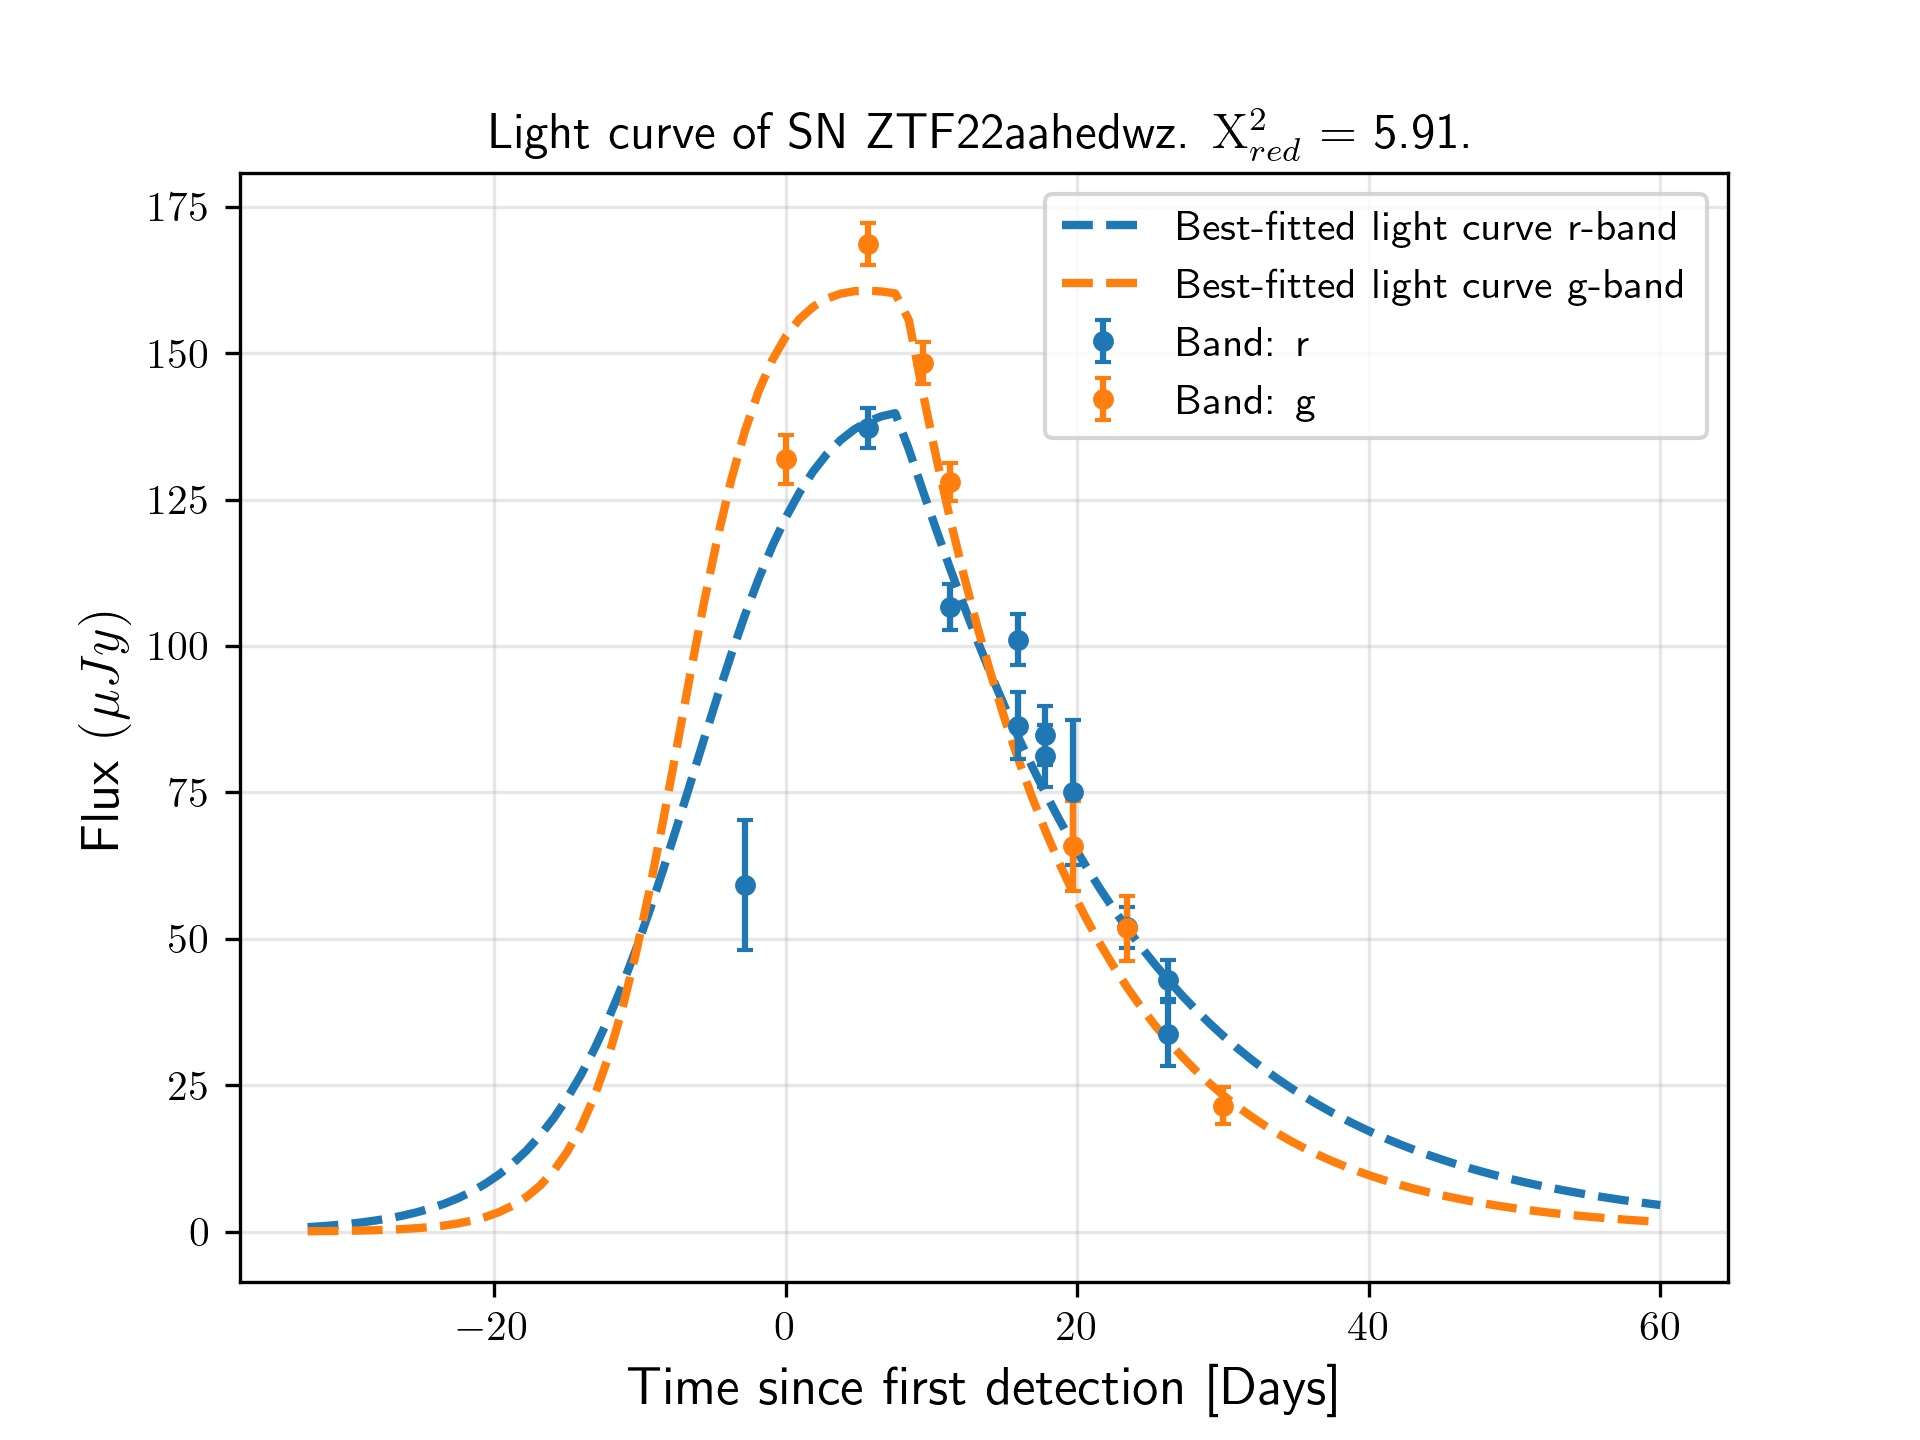 Light curve of SN ZTF22aahedwz. X²red = 5.91.
175
150
125
100
75
50
25
0
Flux (μJy)
Best-fitted light curve r-band
Best-fitted light curve g-band
Band: r
Band: g
−20 0 20 40 60
Time since first detection [Days]